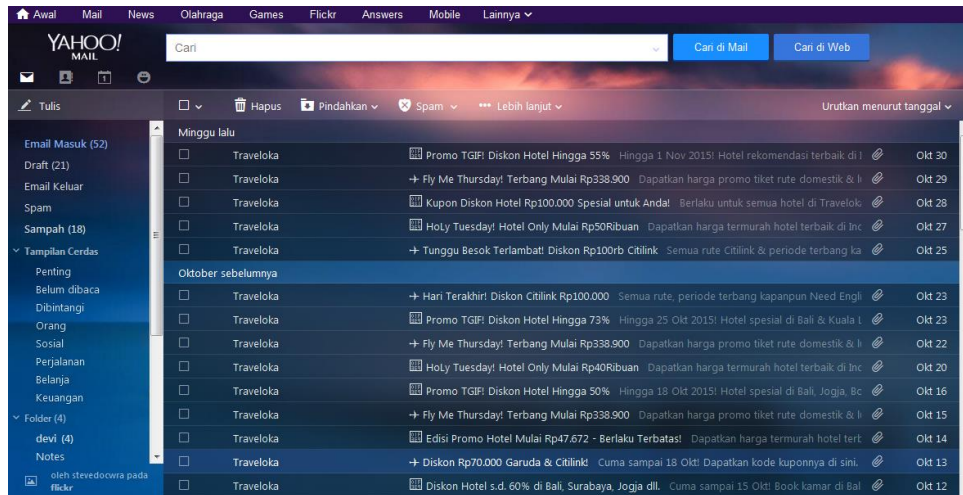 Awal Mail News Olahraga Games Flickr Answers Mobile Lainnya
YAHOO!
MAIL
Cari Cari di Mail Cari di Web
1
Tulis Hapus Pindahkan Spam Lebih lanjut Urutkan menurut tanggal
Email Masuk (52)
Draft (21)
Email Keluar
Spam
Sampah (18)
Tampilan Cerdas
Penting
Belum dibaca
Dibintangi
Orang
Sosial
Perjalanan
Belanja
Keuangan
Folder (4)
devi (4)
Notes
oleh stevedocwra pada
flickr
Minggu lalu
Traveloka Promo TGIF! Diskon Hotel Hingga 55% Hingga 1 Nov 2015! Hotel rekomendasi terbaik di Okt 30
Traveloka Fly Me Thursday! Terbang Mulai Rp338.900 Dapatkan harga promo tiket rute domestik & Okt 29
Traveloka Kupon Diskon Hotel Rp100.000 Spesial untuk Anda! Berlaku untuk semua hotel di Travelok Okt 28
Traveloka HoLy Tuesday! Hotel Only Mulai Rp50Ribuan Dapatkan harga termurah hotel terbaik di Okt 27
Traveloka Tunggu Besok Terlambat! Diskon Rp100rb Citilink Semua rute Citilink & periode terbang ka Okt 25
Oktober sebelumnya
Traveloka Hari Terakhir! Diskon Citilink Rp100.000 Semua rute, periode terbang kapanpun Need Engli Okt 23
Traveloka Promo TGIF! Diskon Hotel Hingga 73% Hingga 25 Okt 2015! Hotel spesial di Bali & Kuala Okt 23
Traveloka Fly Me Thursday! Terbang Mulai Rp338.900 Dapatkan harga promo tiket rute domestik & Okt 22
Traveloka HoLy Tuesday! Hotel Only Mulai Rp40Ribuan Dapatkan harga termurah hotel terbaik di Okt 20
Traveloka Promo TGIF! Diskon Hotel Hingga 50% Hingga 18 Okt 2015! Hotel spesial di Bali, Jogja, Okt 16
Traveloka Fly Me Thursday! Terbang Mulai Rp338.900 Dapatkan harga promo tiket rute domestik & Okt 15
Traveloka Edisi Promo Hotel Mulai Rp47.672 - Berlaku Terbatas! Dapatkan harga termurah hotel Okt 14
Traveloka Diskon Rp70.000 Garuda & Citilink! Cuma sampai 18 Okt! Dapatkan kode kuponnya di sini. Okt 13
Traveloka Diskon Hotel s.d. 60% di Bali, Surabaya, Jogja dll. Cuma sampai 15 Okt! Book kamar di Bal Okt 12